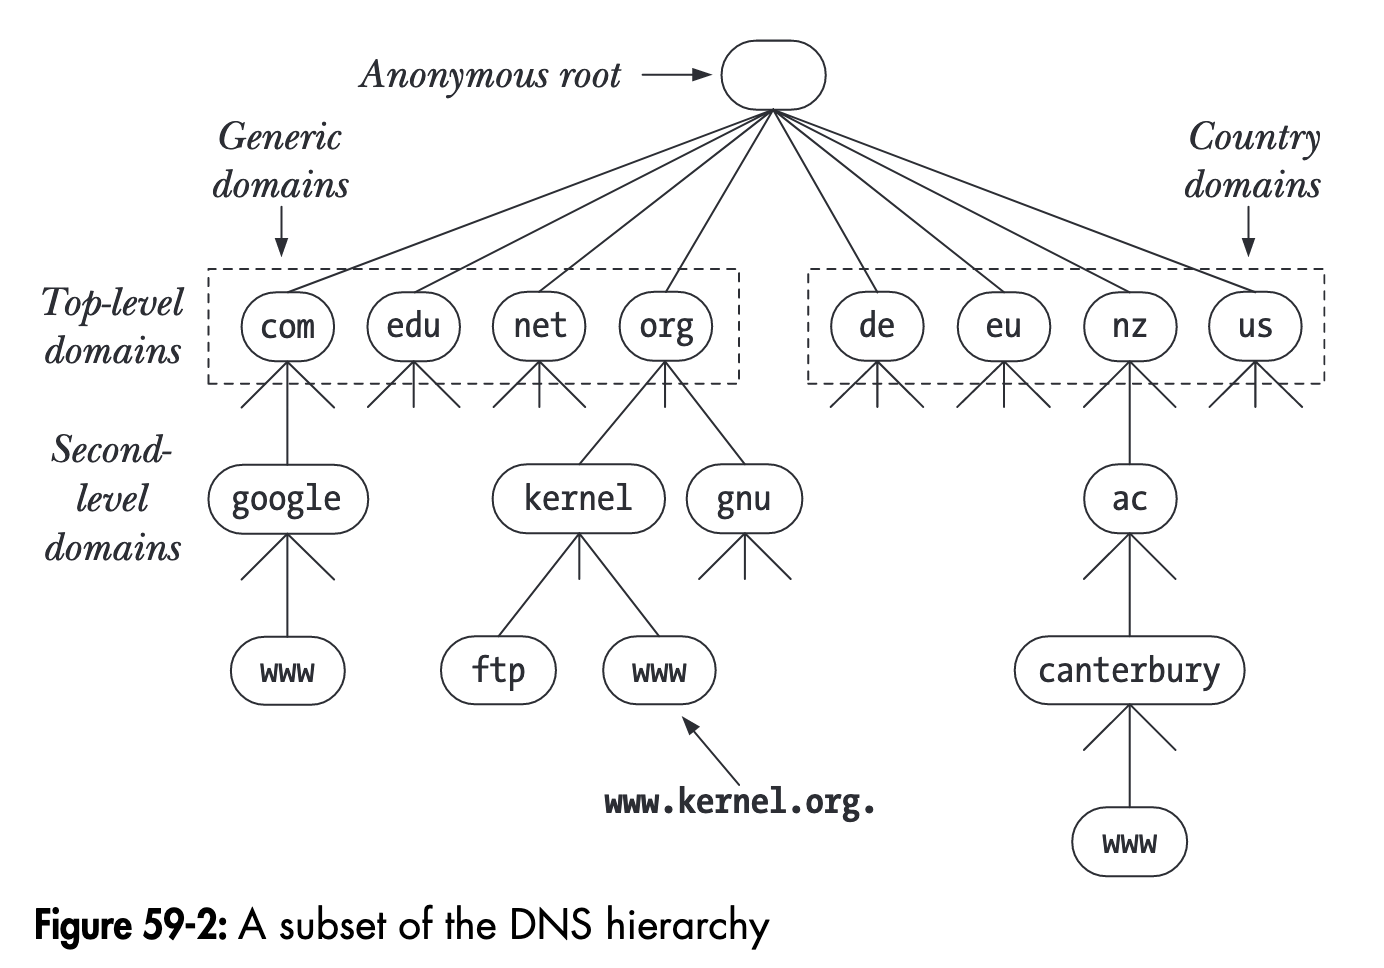 Anonymous root
Generic
domains
Country
domains
Top-level
domains
com
edu
net
org
de
eu
nz
us
Second-
level
domains
google
kernel
gnu
ac
www
ftp
www
canterbury
www.kernel.org.
www
Figure 59-2: A subset of the DNS hierarchy